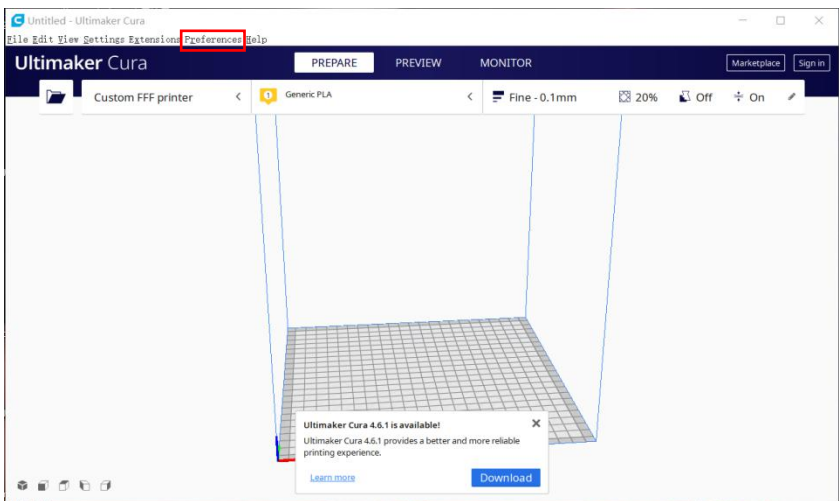 Untitled - Ultimaker Cura
File Edit View Settings Extensions Preferences Help
Ultimaker Cura PREPARE PREVIEW MONITOR Marketplace Sign in
Custom FFF printer 1 Generic PLA Fine - 0.1mm 20% Off On
Ultimaker Cura 4.6.1 is available!
Ultimaker Cura 4.6.1 provides a better and more reliable
printing experience.
Learn more Download